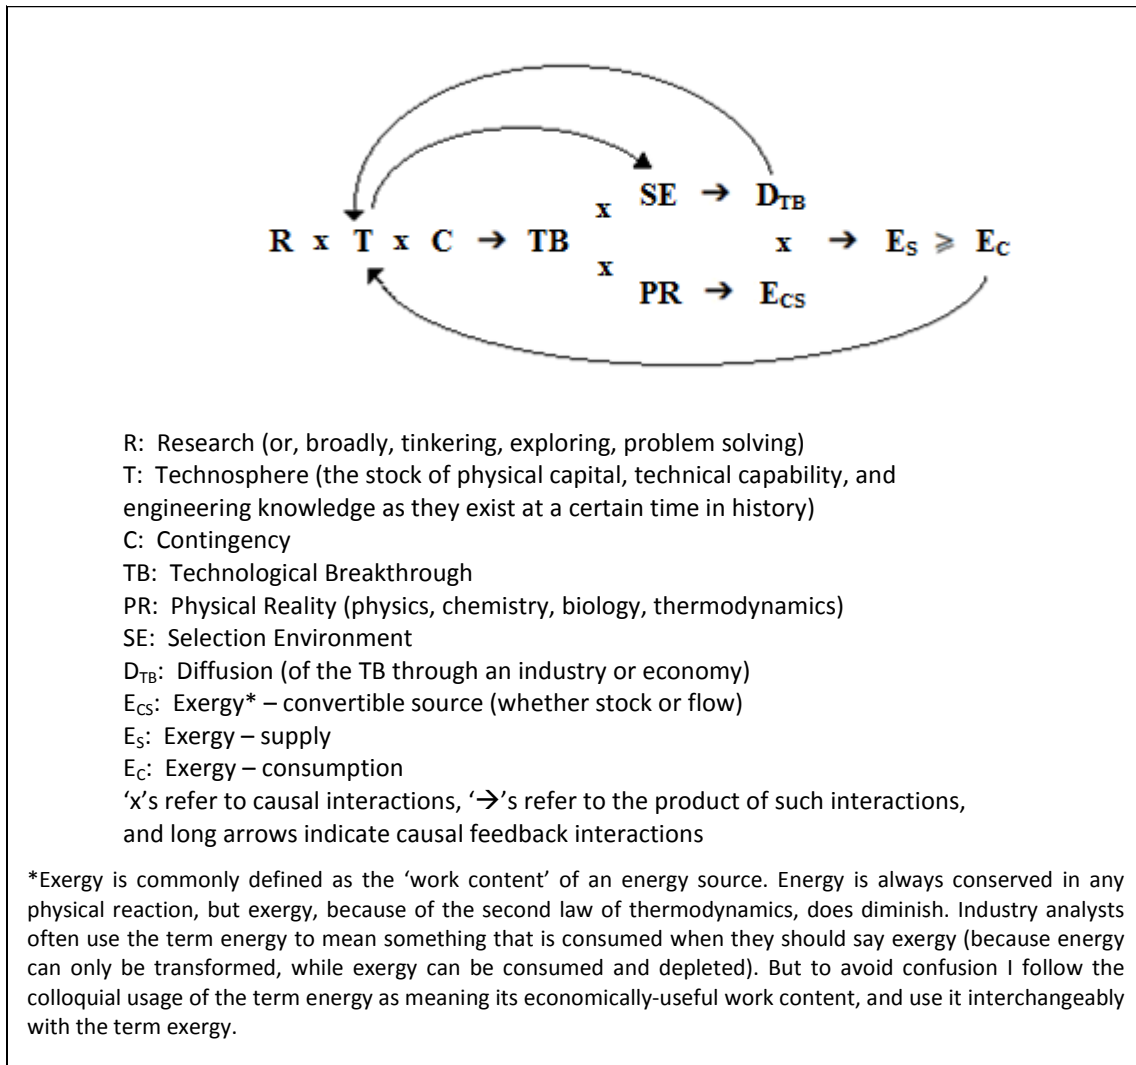 x SE → DTB
R x T x C → TB x → ES ⩾ EC
x PR → ECS
R: Research (or, broadly, tinkering, exploring, problem solving)
T: Technosphere (the stock of physical capital, technical capability, and
engineering knowledge as they exist at a certain time in history)
C: Contingency
TB: Technological Breakthrough
PR: Physical Reality (physics, chemistry, biology, thermodynamics)
SE: Selection Environment
DTB: Diffusion (of the TB through an industry or economy)
ECS: Exergy* – convertible source (whether stock or flow)
ES: Exergy – supply
EC: Exergy – consumption
‘x’s refer to causal interactions, ‘→’s refer to the product of such interactions,
and long arrows indicate causal feedback interactions
*Exergy is commonly defined as the ‘work content’ of an energy source. Energy is always conserved in any
physical reaction, but exergy, because of the second law of thermodynamics, does diminish. Industry analysts
often use the term energy to mean something that is consumed when they should say exergy (because energy
can only be transformed, while exergy can be consumed and depleted). But to avoid confusion I follow the
colloquial usage of the term energy as meaning its economically-useful work content, and use it interchangeably
with the term exergy.